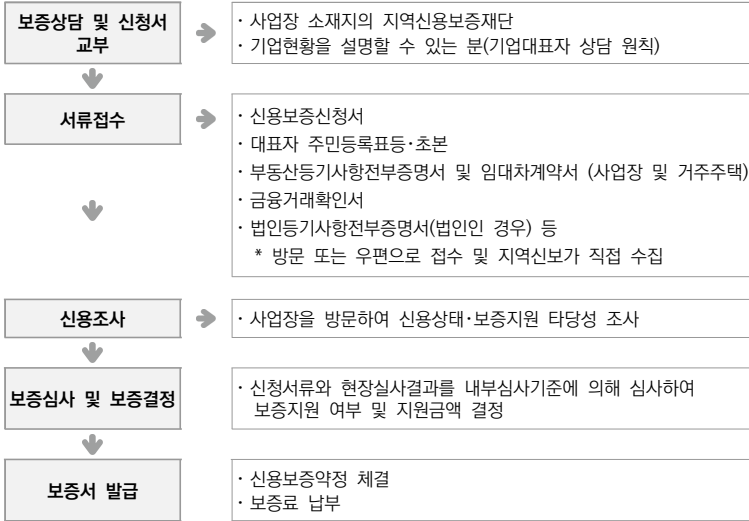 보증상담 및 신청서
교부
· 사업장 소재지의 지역신용보증재단
· 기업현황을 설명할 수 있는 분(기업대표자 상담 원칙)
서류접수
· 신용보증신청서
· 대표자 주민등록표등·초본
· 부동산등기사항전부증명서 및 임대차계약서 (사업장 및 거주주택)
· 금융거래확인서
· 법인등기사항전부증명서(법인인 경우) 등
* 방문 또는 우편으로 접수 및 지역신보가 직접 수집
신용조사
· 사업장을 방문하여 신용상태·보증지원 타당성 조사
보증심사 및 보증결정
· 신청서류와 현장실사결과를 내부심사기준에 의해 심사하여
보증지원 여부 및 지원금액 결정
보증서 발급
· 신용보증약정 체결
· 보증료 납부